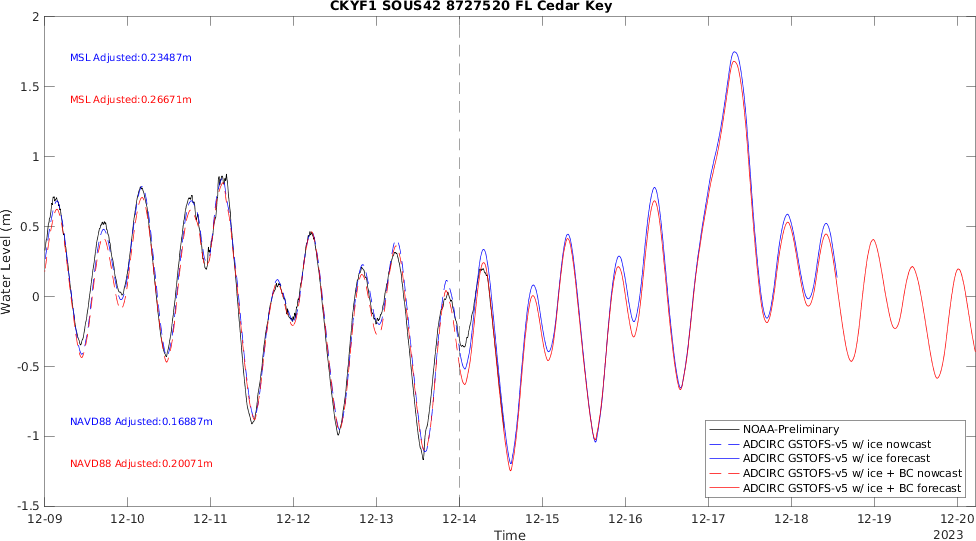 CKYF1 SOUS42 8727520 FL Cedar Key
2
1.5
1
0.5
0
-0.5
-1
-1.5
Water Level (m)
MSL Adjusted:0.23487m
MSL Adjusted:0.26671m
NAVD88 Adjusted:0.16887m
NAVD88 Adjusted:0.20071m
NOAA-Preliminary
ADCIRC GSTOFS-v5 w/ ice nowcast
ADCIRC GSTOFS-v5 w/ ice forecast
ADCIRC GSTOFS-v5 w/ ice + BC nowcast
ADCIRC GSTOFS-v5 w/ ice + BC forecast
12-09 12-10 12-11 12-12 12-13 12-14 12-15 12-16 12-17 12-18 12-19 12-20
Time
2023